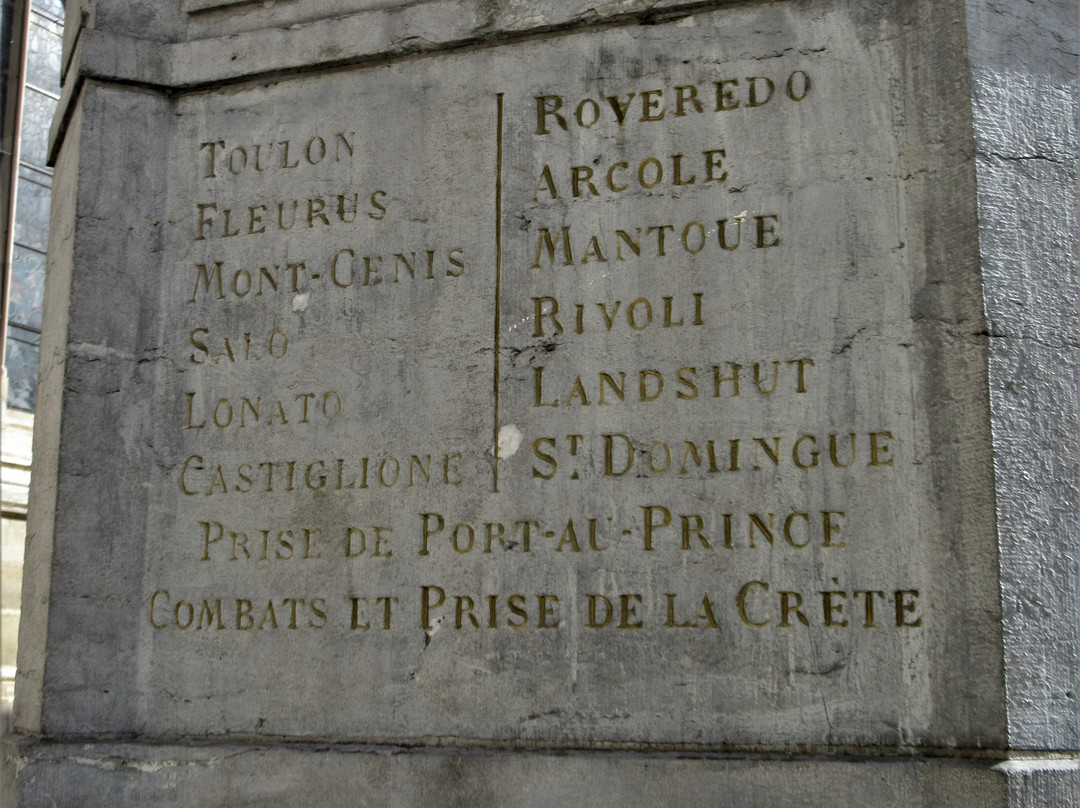 TOULON
FLEURUS
MONT-CENIS
SALO
LONATO
CASTIGLIONE
ROVEREDO
ARCOLE
MANTOUE
RIVOLI
LANDSHUT
ST DOMINGUE
PRISE DE PORT-AU-PRINCE
COMBATS ET PRISE DE LA CRÈTE